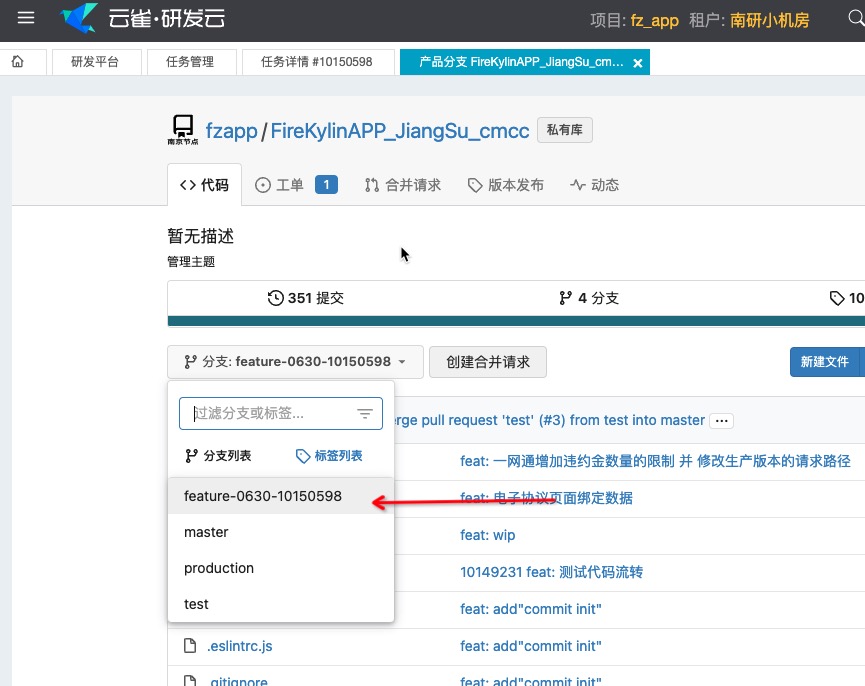 云雀·研发云 项目: fz_app 租户: 南研小机房
研发平台 任务管理 任务详情 #10150598 产品分支 FireKylinAPP_JiangSu_cm... ×
南京节点 fzapp / FireKylinAPP_JiangSu_cmcc 私有库
代码 工单 1 合并请求 版本发布 动态
暂无描述
管理主题
351 提交 4 分支 10
分支: feature-0630-10150598 创建合并请求 新建文件
过滤分支或标签...
erge pull request 'test' (#3) from test into master ...
分支列表 标签列表
feat: 一网通增加违约金数量的限制 并 修改生产版本的请求路径
feature-0630-10150598
feat: 电子协议页面绑定数据
master
feat: wip
production
10149231 feat: 测试代码流转
test
feat: add"commit init"
.eslintrc.js feat: add"commit init"
.gitignore feat: add"commit init"